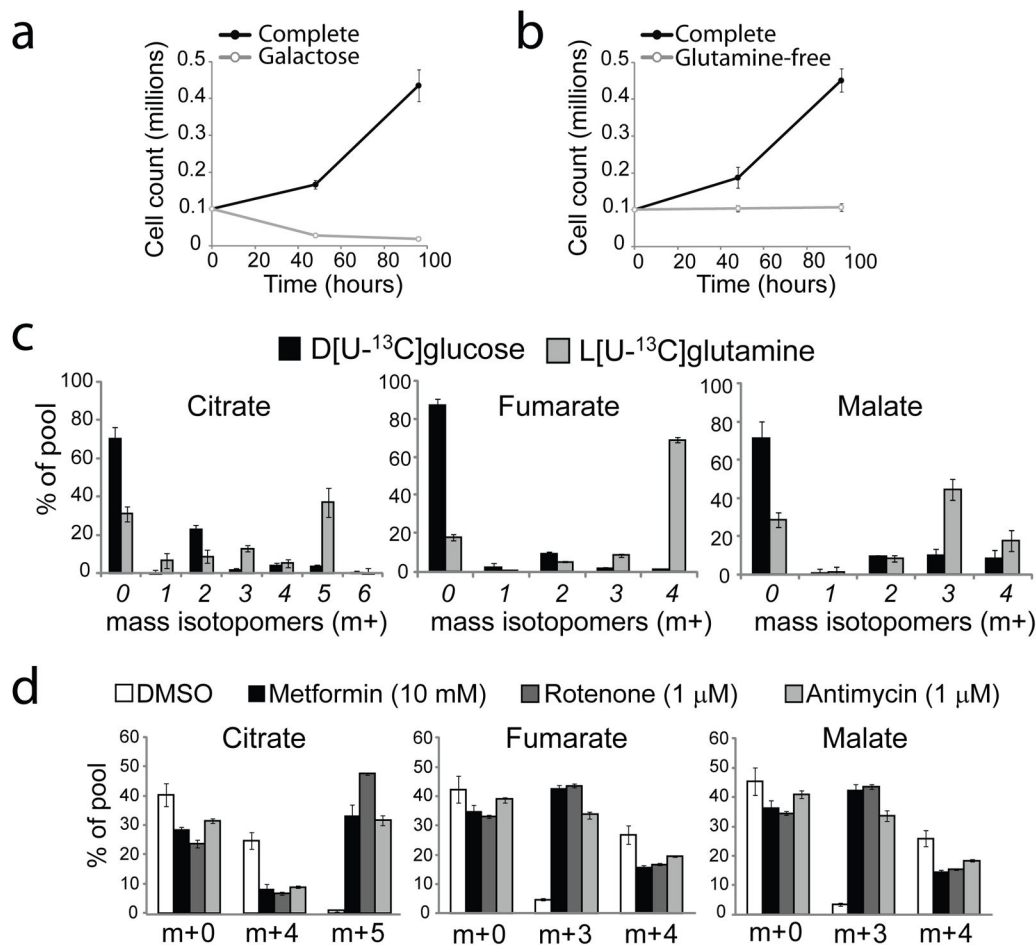 a
Complete
Galactose
Cell count (millions)
0.5
0.4
0.3
0.2
0.1
0
0 20 40 60 80 100
Time (hours)
b
Complete
Glutamine-free
Cell count (millions)
0.5
0.4
0.3
0.2
0.1
0
0 20 40 60 80 100
Time (hours)
c
D[U-¹³C]glucose L[U-¹³C]glutamine
% of pool
Citrate
100
80
60
40
20
0
0 1 2 3 4 5 6
mass isotopomers (m+)
Fumarate
100
80
60
40
20
0
0 1 2 3 4
mass isotopomers (m+)
Malate
100
80
60
40
20
0
0 1 2 3 4
mass isotopomers (m+)
d
DMSO Metformin (10 mM) Rotenone (1 μM) Antimycin (1 μM)
% of pool
Citrate
60
50
40
30
20
10
0
m+0 m+4 m+5
Fumarate
60
50
40
30
20
10
0
m+0 m+3 m+4
Malate
60
50
40
30
20
10
0
m+0 m+3 m+4